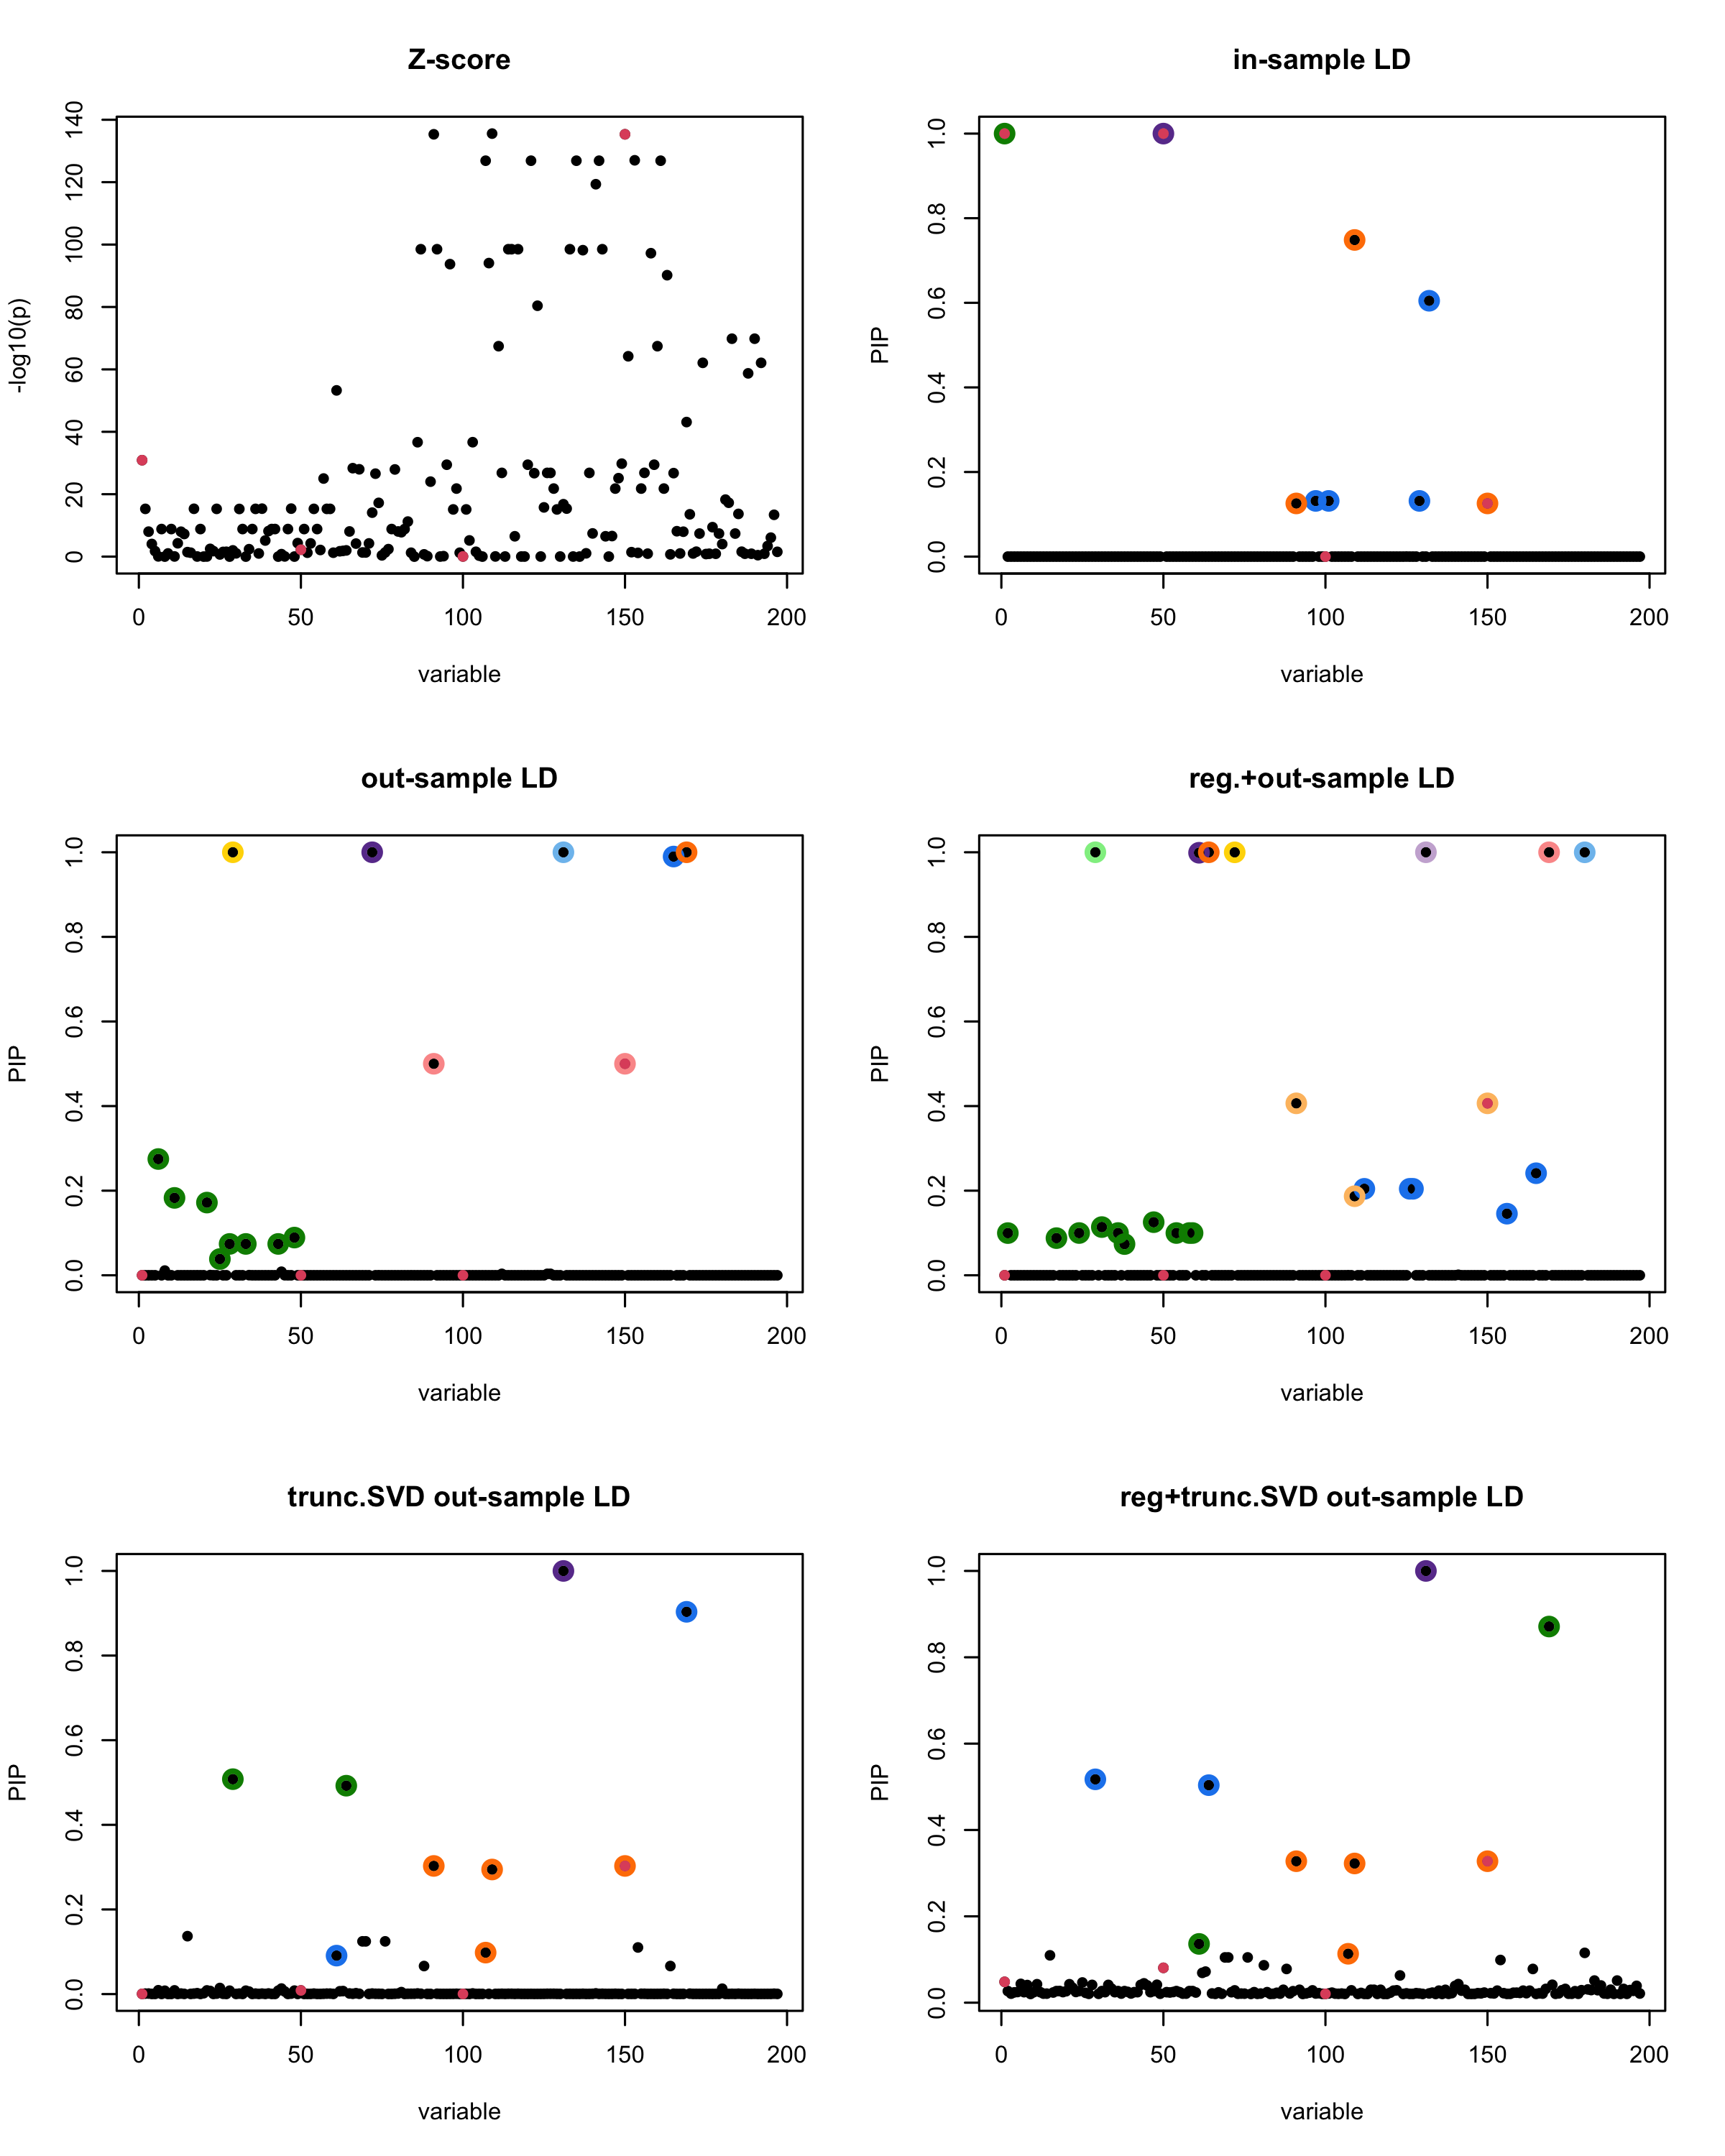 Z-score
-log10(p)
0 20 40 60 80 100 120 140
0 50 100 150 200
variable
in-sample LD
PIP
0.0 0.2 0.4 0.6 0.8 1.0
0 50 100 150 200
variable
out-sample LD
PIP
0.0 0.2 0.4 0.6 0.8 1.0
0 50 100 150 200
variable
reg.+out-sample LD
PIP
0.0 0.2 0.4 0.6 0.8 1.0
0 50 100 150 200
variable
trunc.SVD out-sample LD
PIP
0.0 0.2 0.4 0.6 0.8 1.0
0 50 100 150 200
variable
reg+trunc.SVD out-sample LD
PIP
0.0 0.2 0.4 0.6 0.8 1.0
0 50 100 150 200
variable